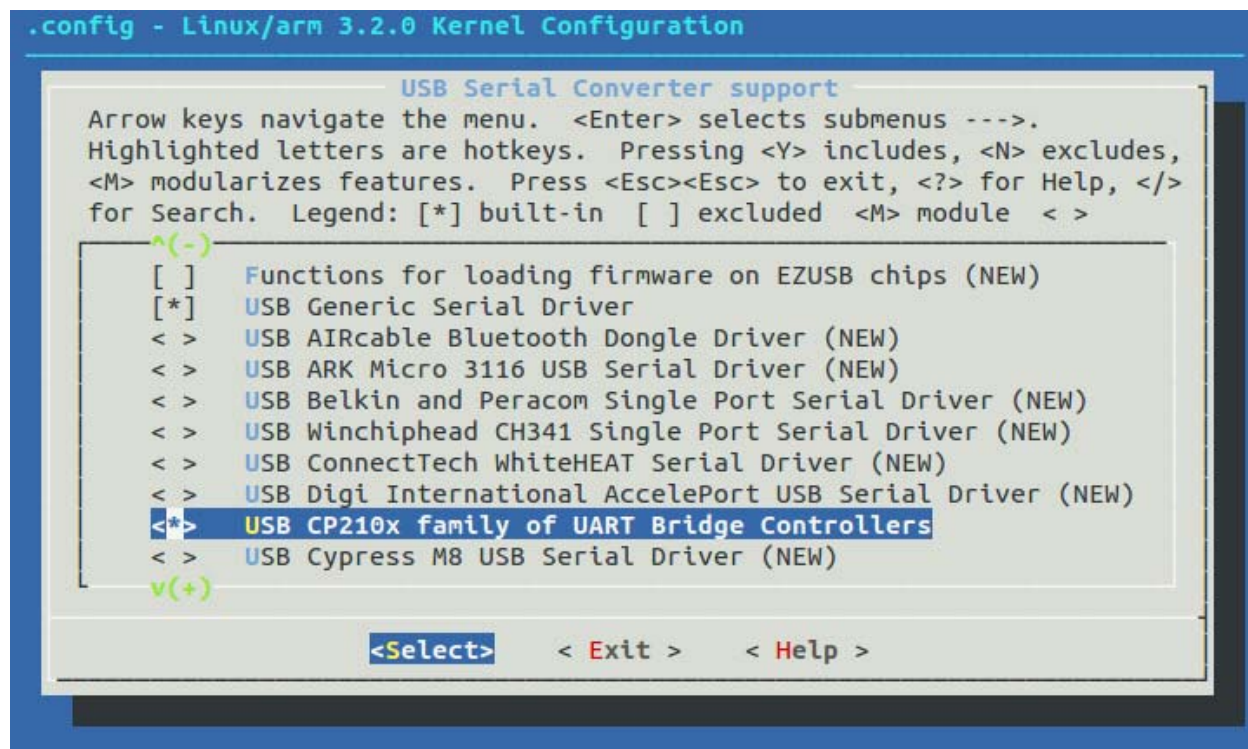 .config - Linux/arm 3.2.0 Kernel Configuration
USB Serial Converter support
Arrow keys navigate the menu.  <Enter> selects submenus --->.
Highlighted letters are hotkeys.  Pressing <Y> includes, <N> excludes,
<M> modularizes features.  Press <Esc><Esc> to exit, <?> for Help, </>
for Search.  Legend: [*] built-in  [ ] excluded  <M> module  < >
^(-)
[ ]   Functions for loading firmware on EZUSB chips (NEW)
[*]   USB Generic Serial Driver
< >   USB AIRcable Bluetooth Dongle Driver (NEW)
< >   USB ARK Micro 3116 USB Serial Driver (NEW)
< >   USB Belkin and Peracom Single Port Serial Driver (NEW)
< >   USB Winchiphead CH341 Single Port Serial Driver (NEW)
< >   USB ConnectTech WhiteHEAT Serial Driver (NEW)
< >   USB Digi International AccelePort USB Serial Driver (NEW)
<*>   USB CP210x family of UART Bridge Controllers
< >   USB Cypress M8 USB Serial Driver (NEW)
v(+)
<Select>    < Exit >    < Help >